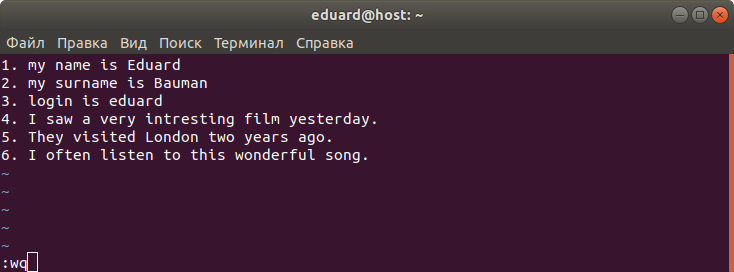 eduard@host: ~
Файл Правка Вид Поиск Терминал Справка
1. my name is Eduard
2. my surname is Bauman
3. login is eduard
4. I saw a very intresting film yesterday.
5. They visited London two years ago.
6. I often listen to this wonderful song.
~
~
~
~
~
:wq